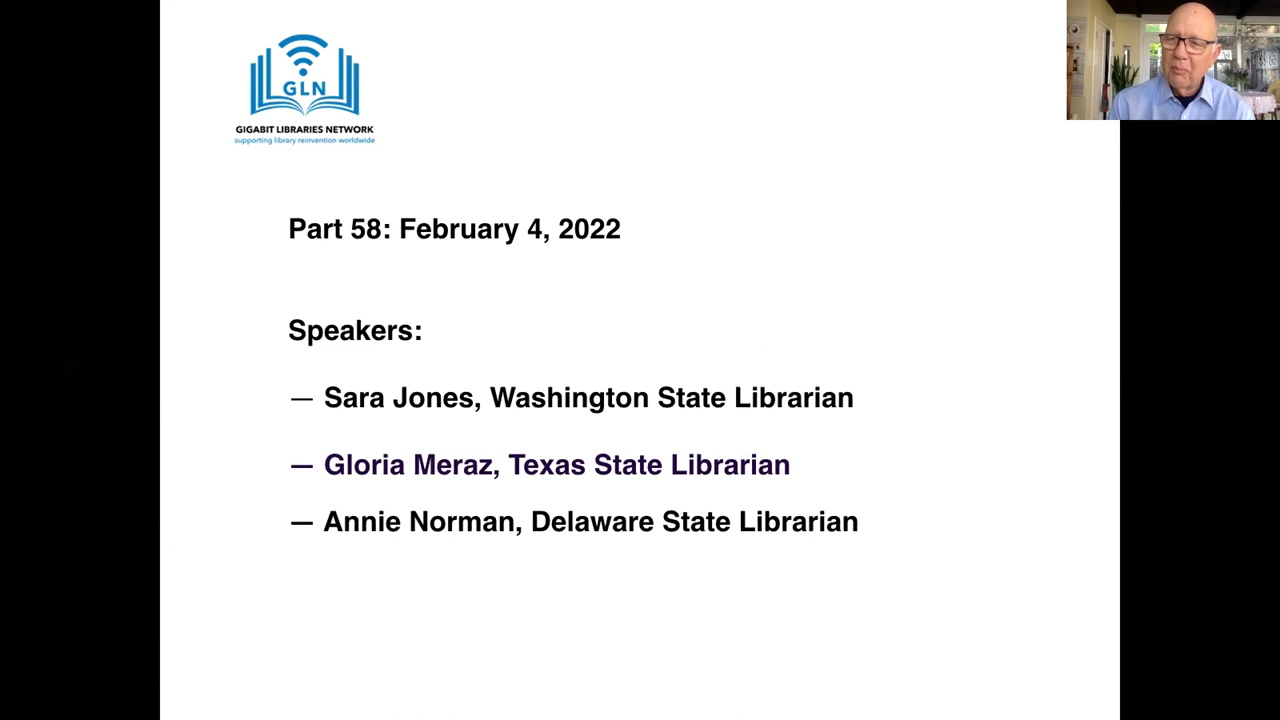 GLN
GIGABIT LIBRARIES NETWORK
supporting library reinvention worldwide
Part 58: February 4, 2022
Speakers:
— Sara Jones, Washington State Librarian
— Gloria Meraz, Texas State Librarian
— Annie Norman, Delaware State Librarian